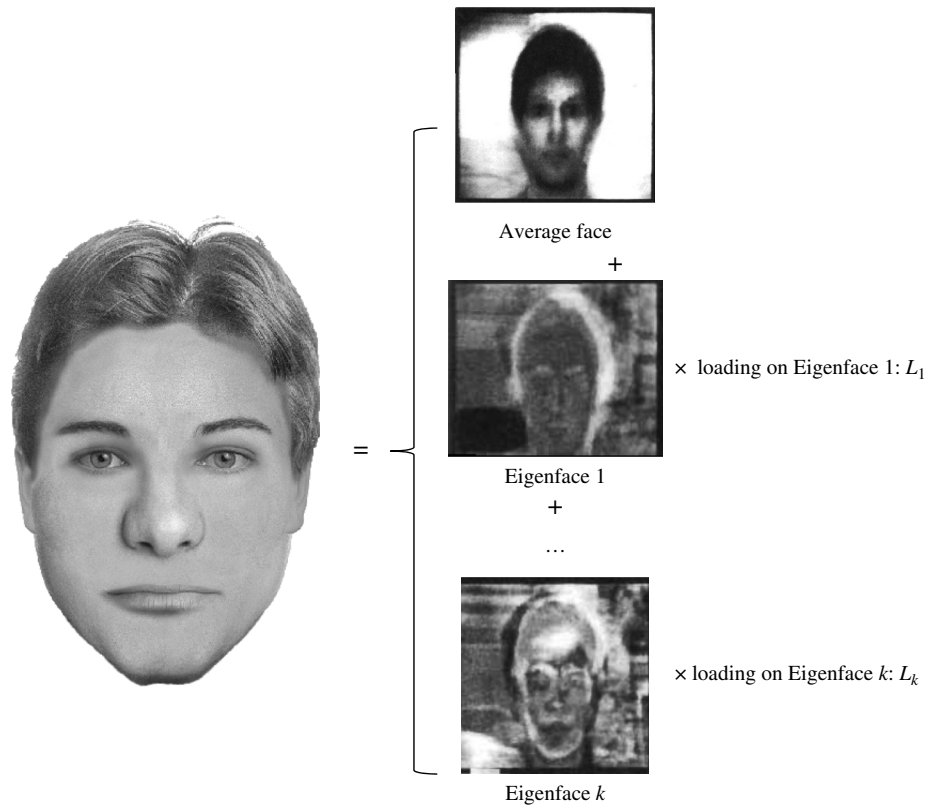 Average face
+
× loading on Eigenface 1: L₁
=
Eigenface 1
+
...
× loading on Eigenface k: Lₖ
Eigenface k